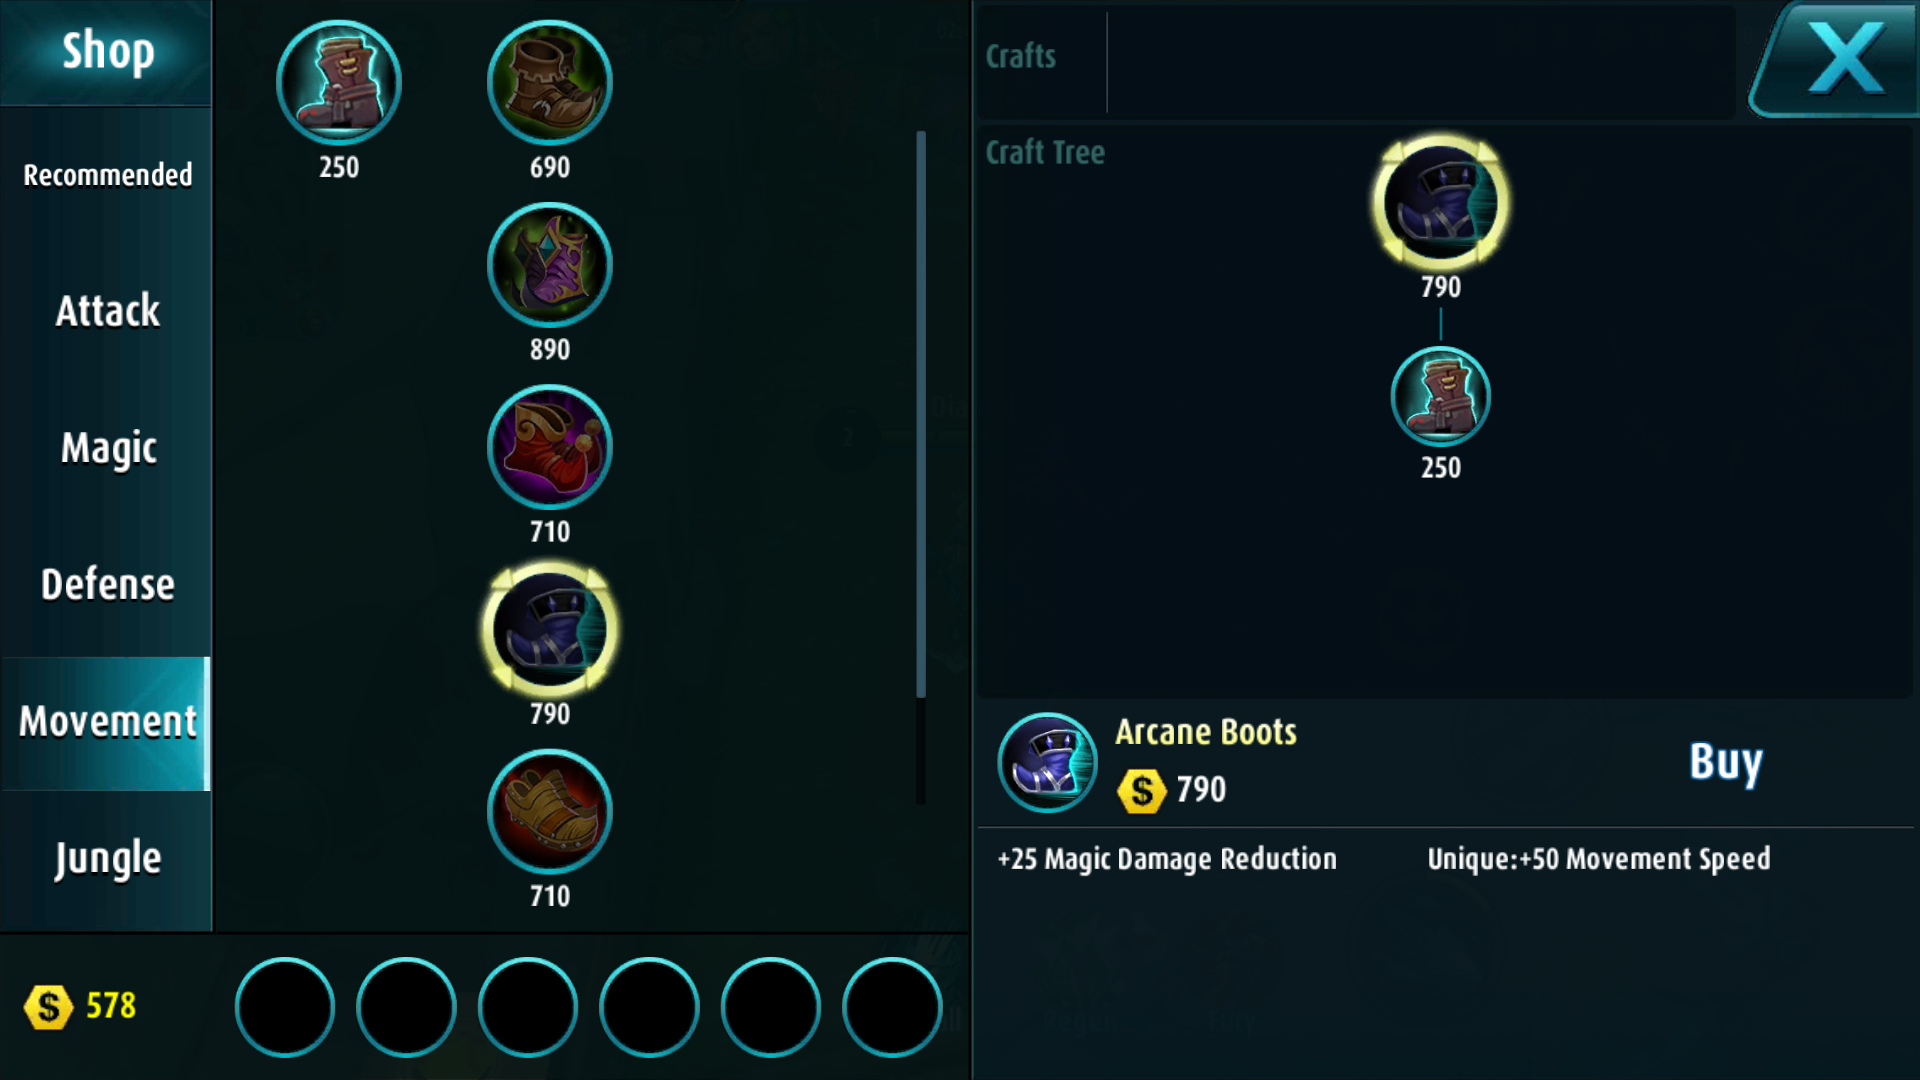 Shop
Recommended
Attack
Magic
Defense
Movement
Jungle
250
690
890
710
790
710
$ 578
Crafts
Craft Tree
790
250
X
Arcane Boots
$ 790
Buy
+25 Magic Damage Reduction
Unique:+50 Movement Speed